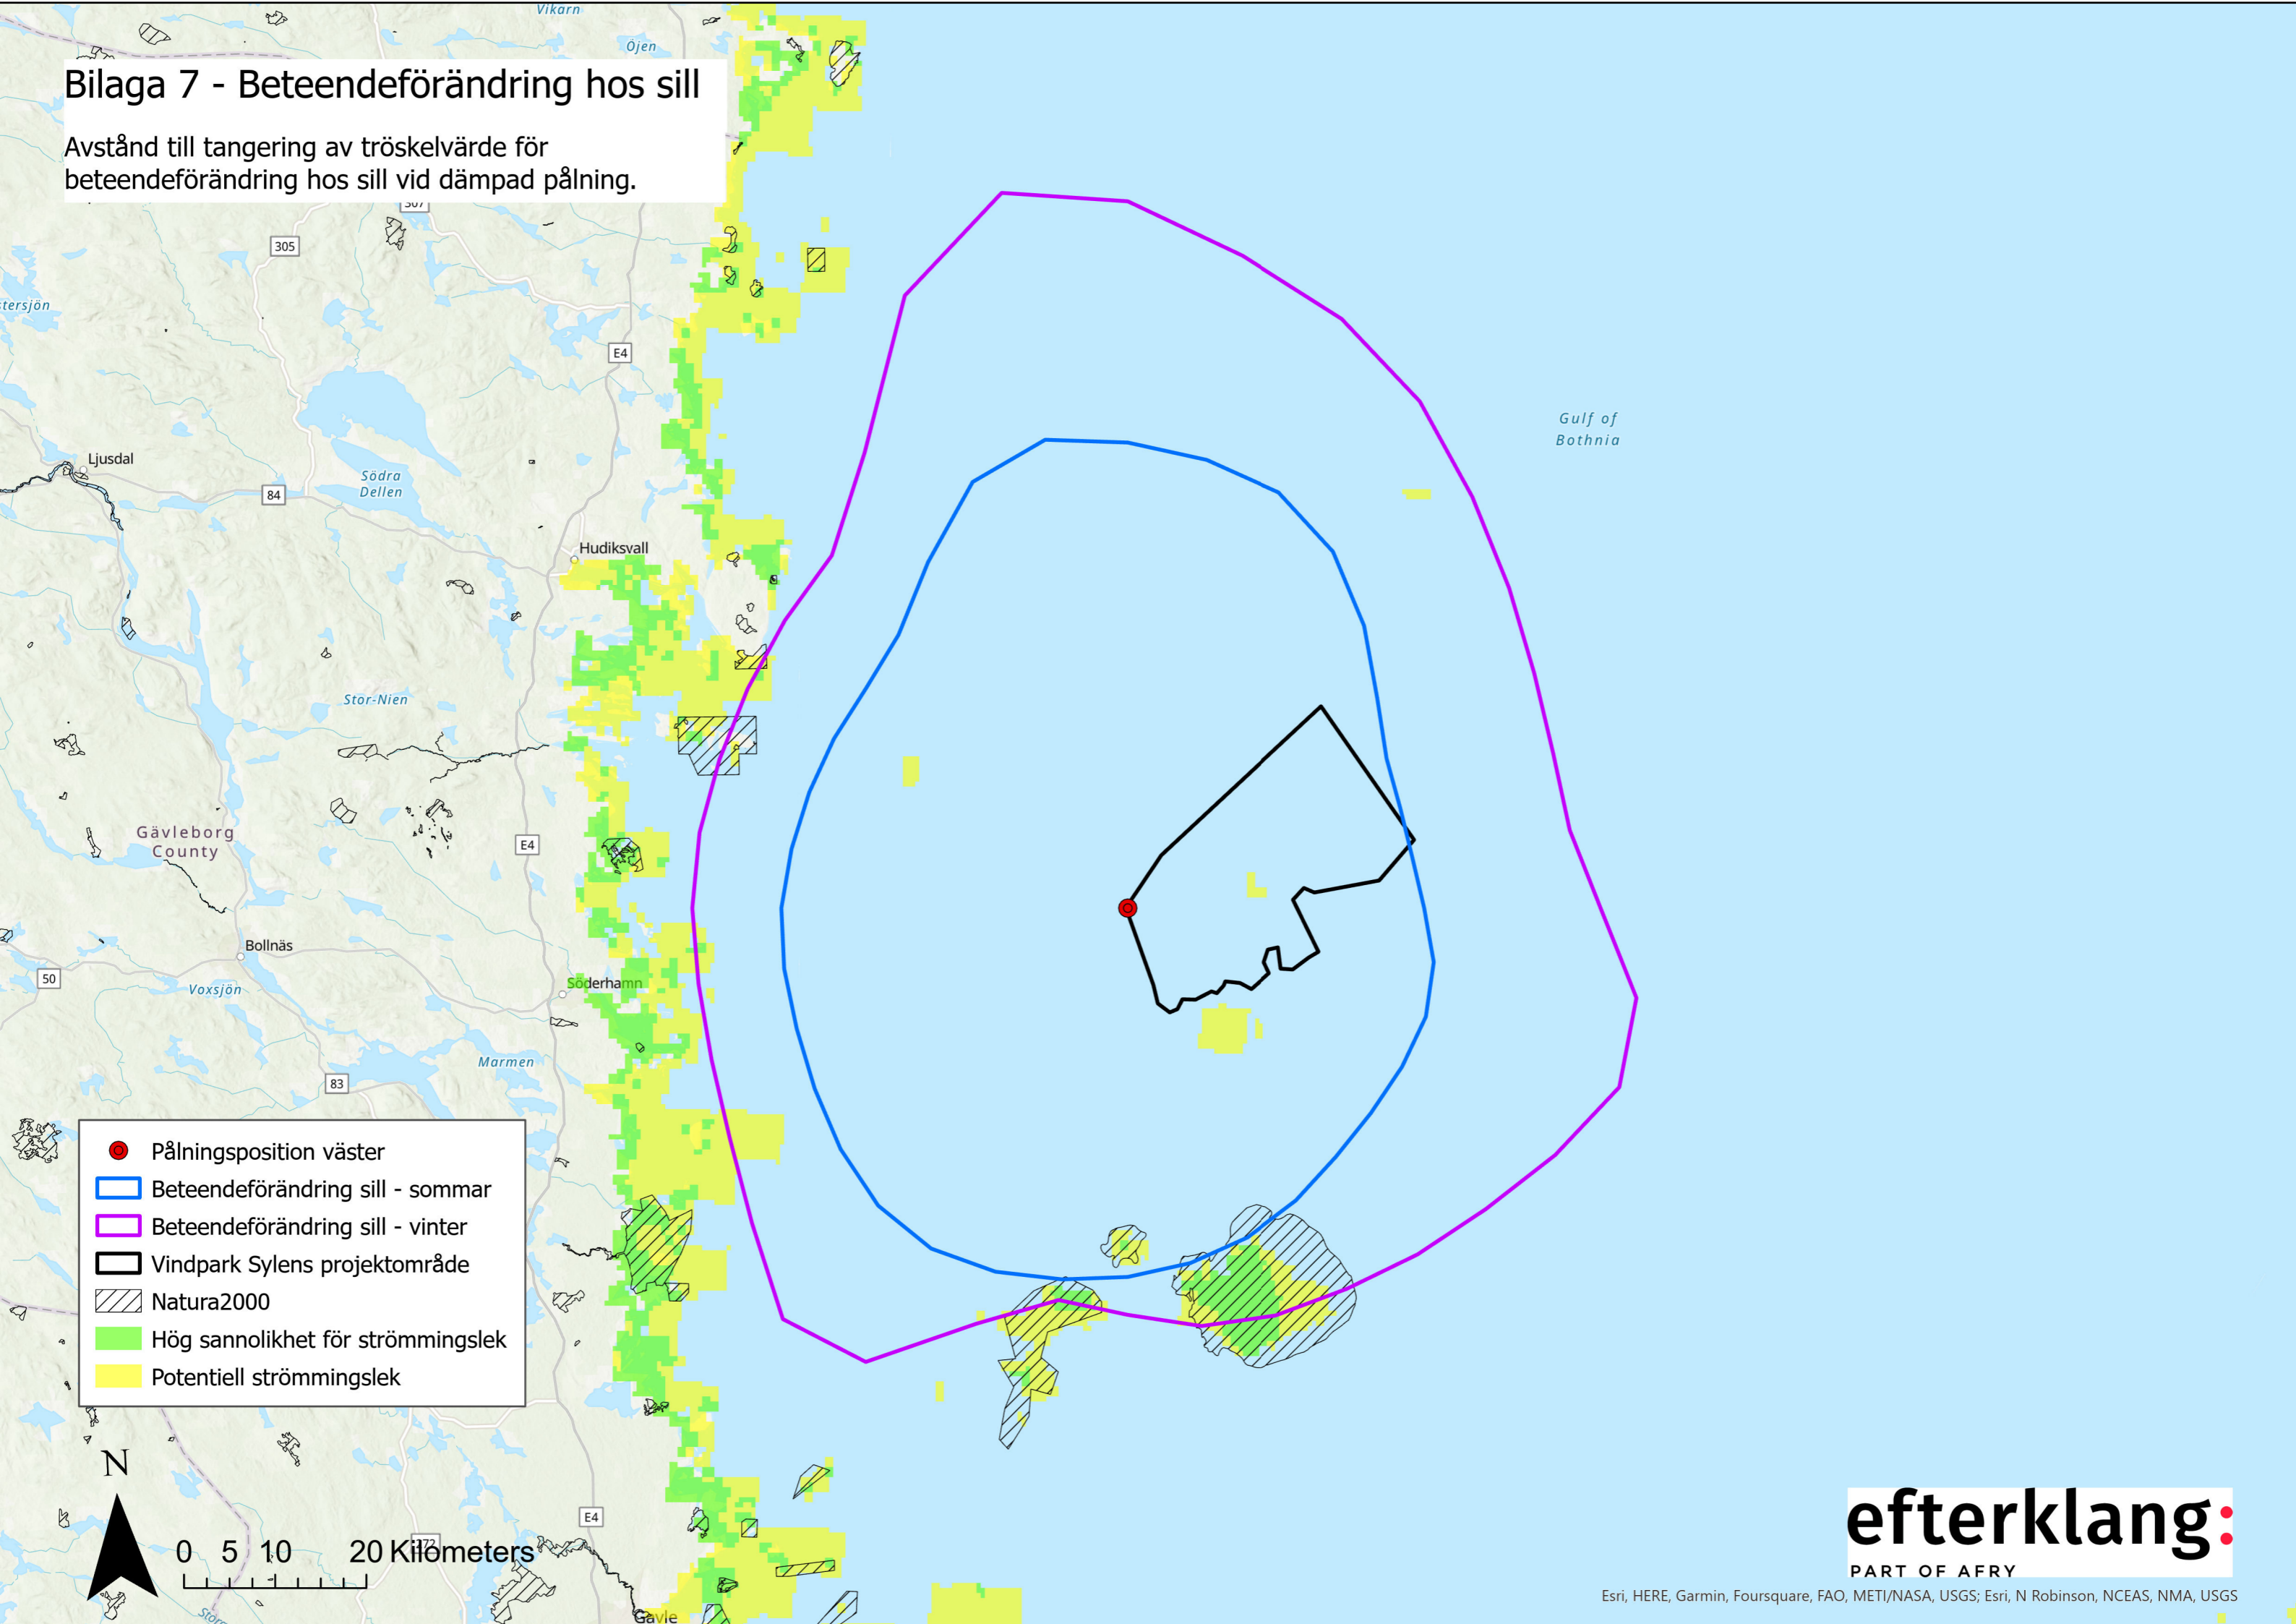 Vikarn
Öjen
Bilaga 7 - Beteendeförändring hos sill
Avstånd till tangering av tröskelvärde för
beteendeförändring hos sill vid dämpad pålning.
307
305
stersjön
E4
Gulf of
Bothnia
Ljusdal
Södra
Dellen
84
Hudiksvall
Stor-Nien
Gävleborg
County
E4
Bollnäs
50
Voxsjön
Söderhamn
Marmen
83
Pålningsposition väster
Beteendeförändring sill - sommar
Beteendeförändring sill - vinter
Vindpark Sylens projektområde
Natura2000
Hög sannolikhet för strömmingslek
Potentiell strömmingslek
N
E4
272
0 5 10 20 Kilometers
efterklang:
PART OF AFRY
Esri, HERE, Garmin, Foursquare, FAO, METI/NASA, USGS; Esri, N Robinson, NCEAS, NMA, USGS
Gävle